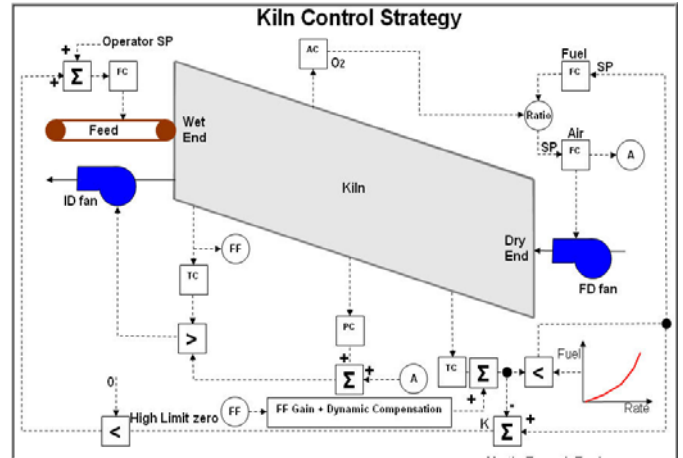 Kiln Control Strategy
Operator SP
+
+
Σ
FC
AC
O2
Fuel
FC
SP
Ratio
Air
SP
FC
A
Feed
Wet
End
ID fan
Kiln
Dry
End
FD fan
FF
TC
PC
>
+
Σ
+
A
TC
Σ
+
<
Fuel
Rate
0
<
High Limit zero
FF
FF Gain + Dynamic Compensation
-
K
Σ
+